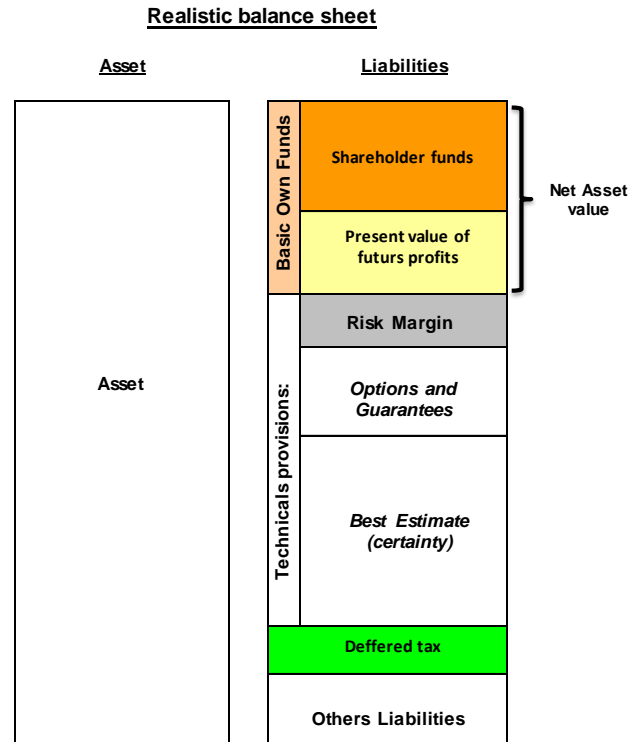 Realistic balance sheet
Asset
Liabilities
Asset
Basic Own Funds
Shareholder funds
Present value of
futurs profits
Net Asset
value
Technicals provisions:
Risk Margin
Options and
Guarantees
Best Estimate
(certainty)
Deffered tax
Others Liabilities